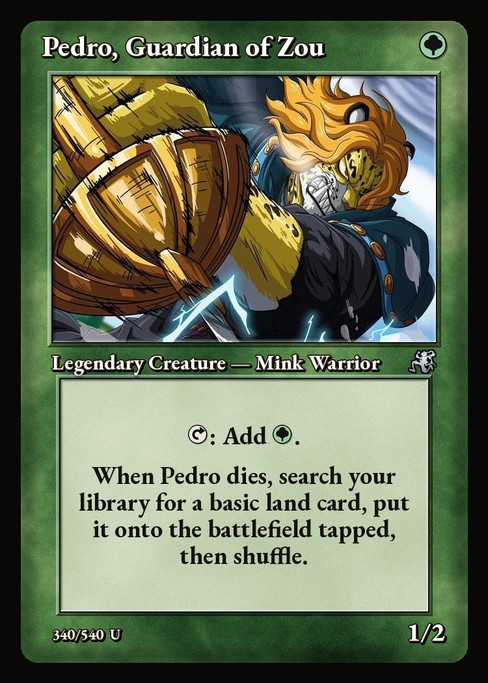 Pedro, Guardian of Zou
Legendary Creature — Mink Warrior
: Add .
When Pedro dies, search your
library for a basic land card, put
it onto the battlefield tapped,
then shuffle.
340/540 U
1/2